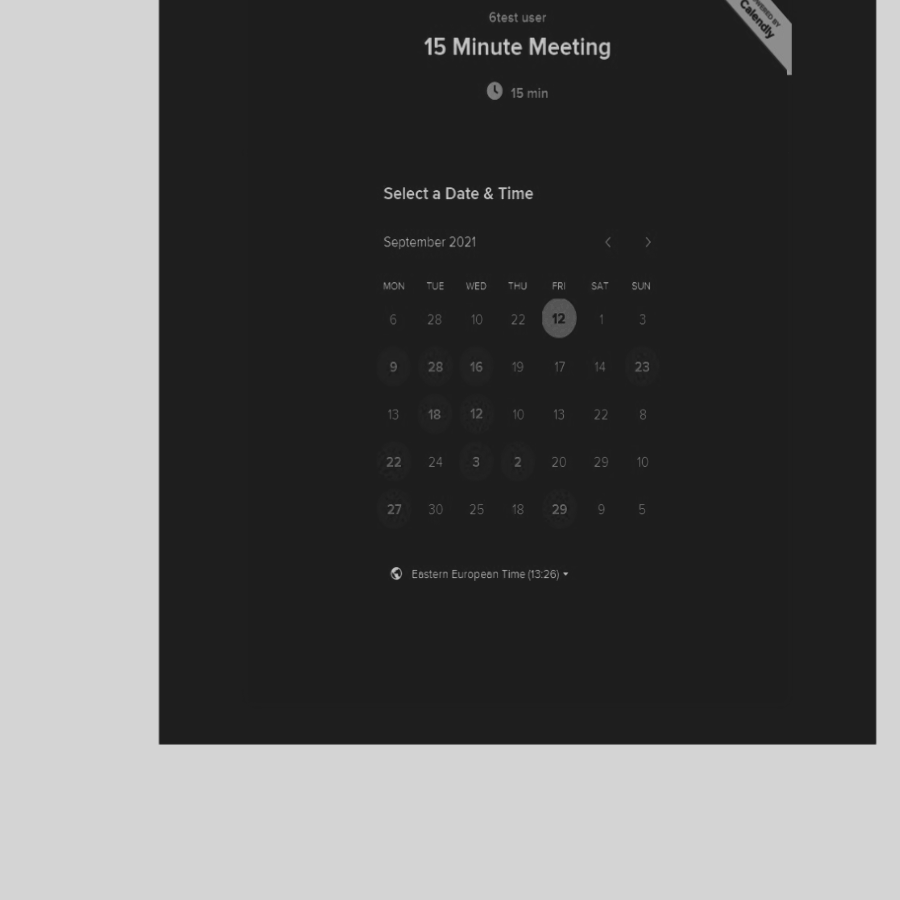 6test user
15 Minute Meeting
15 min
POWERED BY
Calendly
Select a Date & Time
September 2021
MON TUE WED THU FRI SAT SUN
6 28 10 22 12 1 3
9 28 16 19 17 14 23
13 18 12 10 13 22 8
22 24 3 2 20 29 10
27 30 25 18 29 9 5
Eastern European Time (13:26)